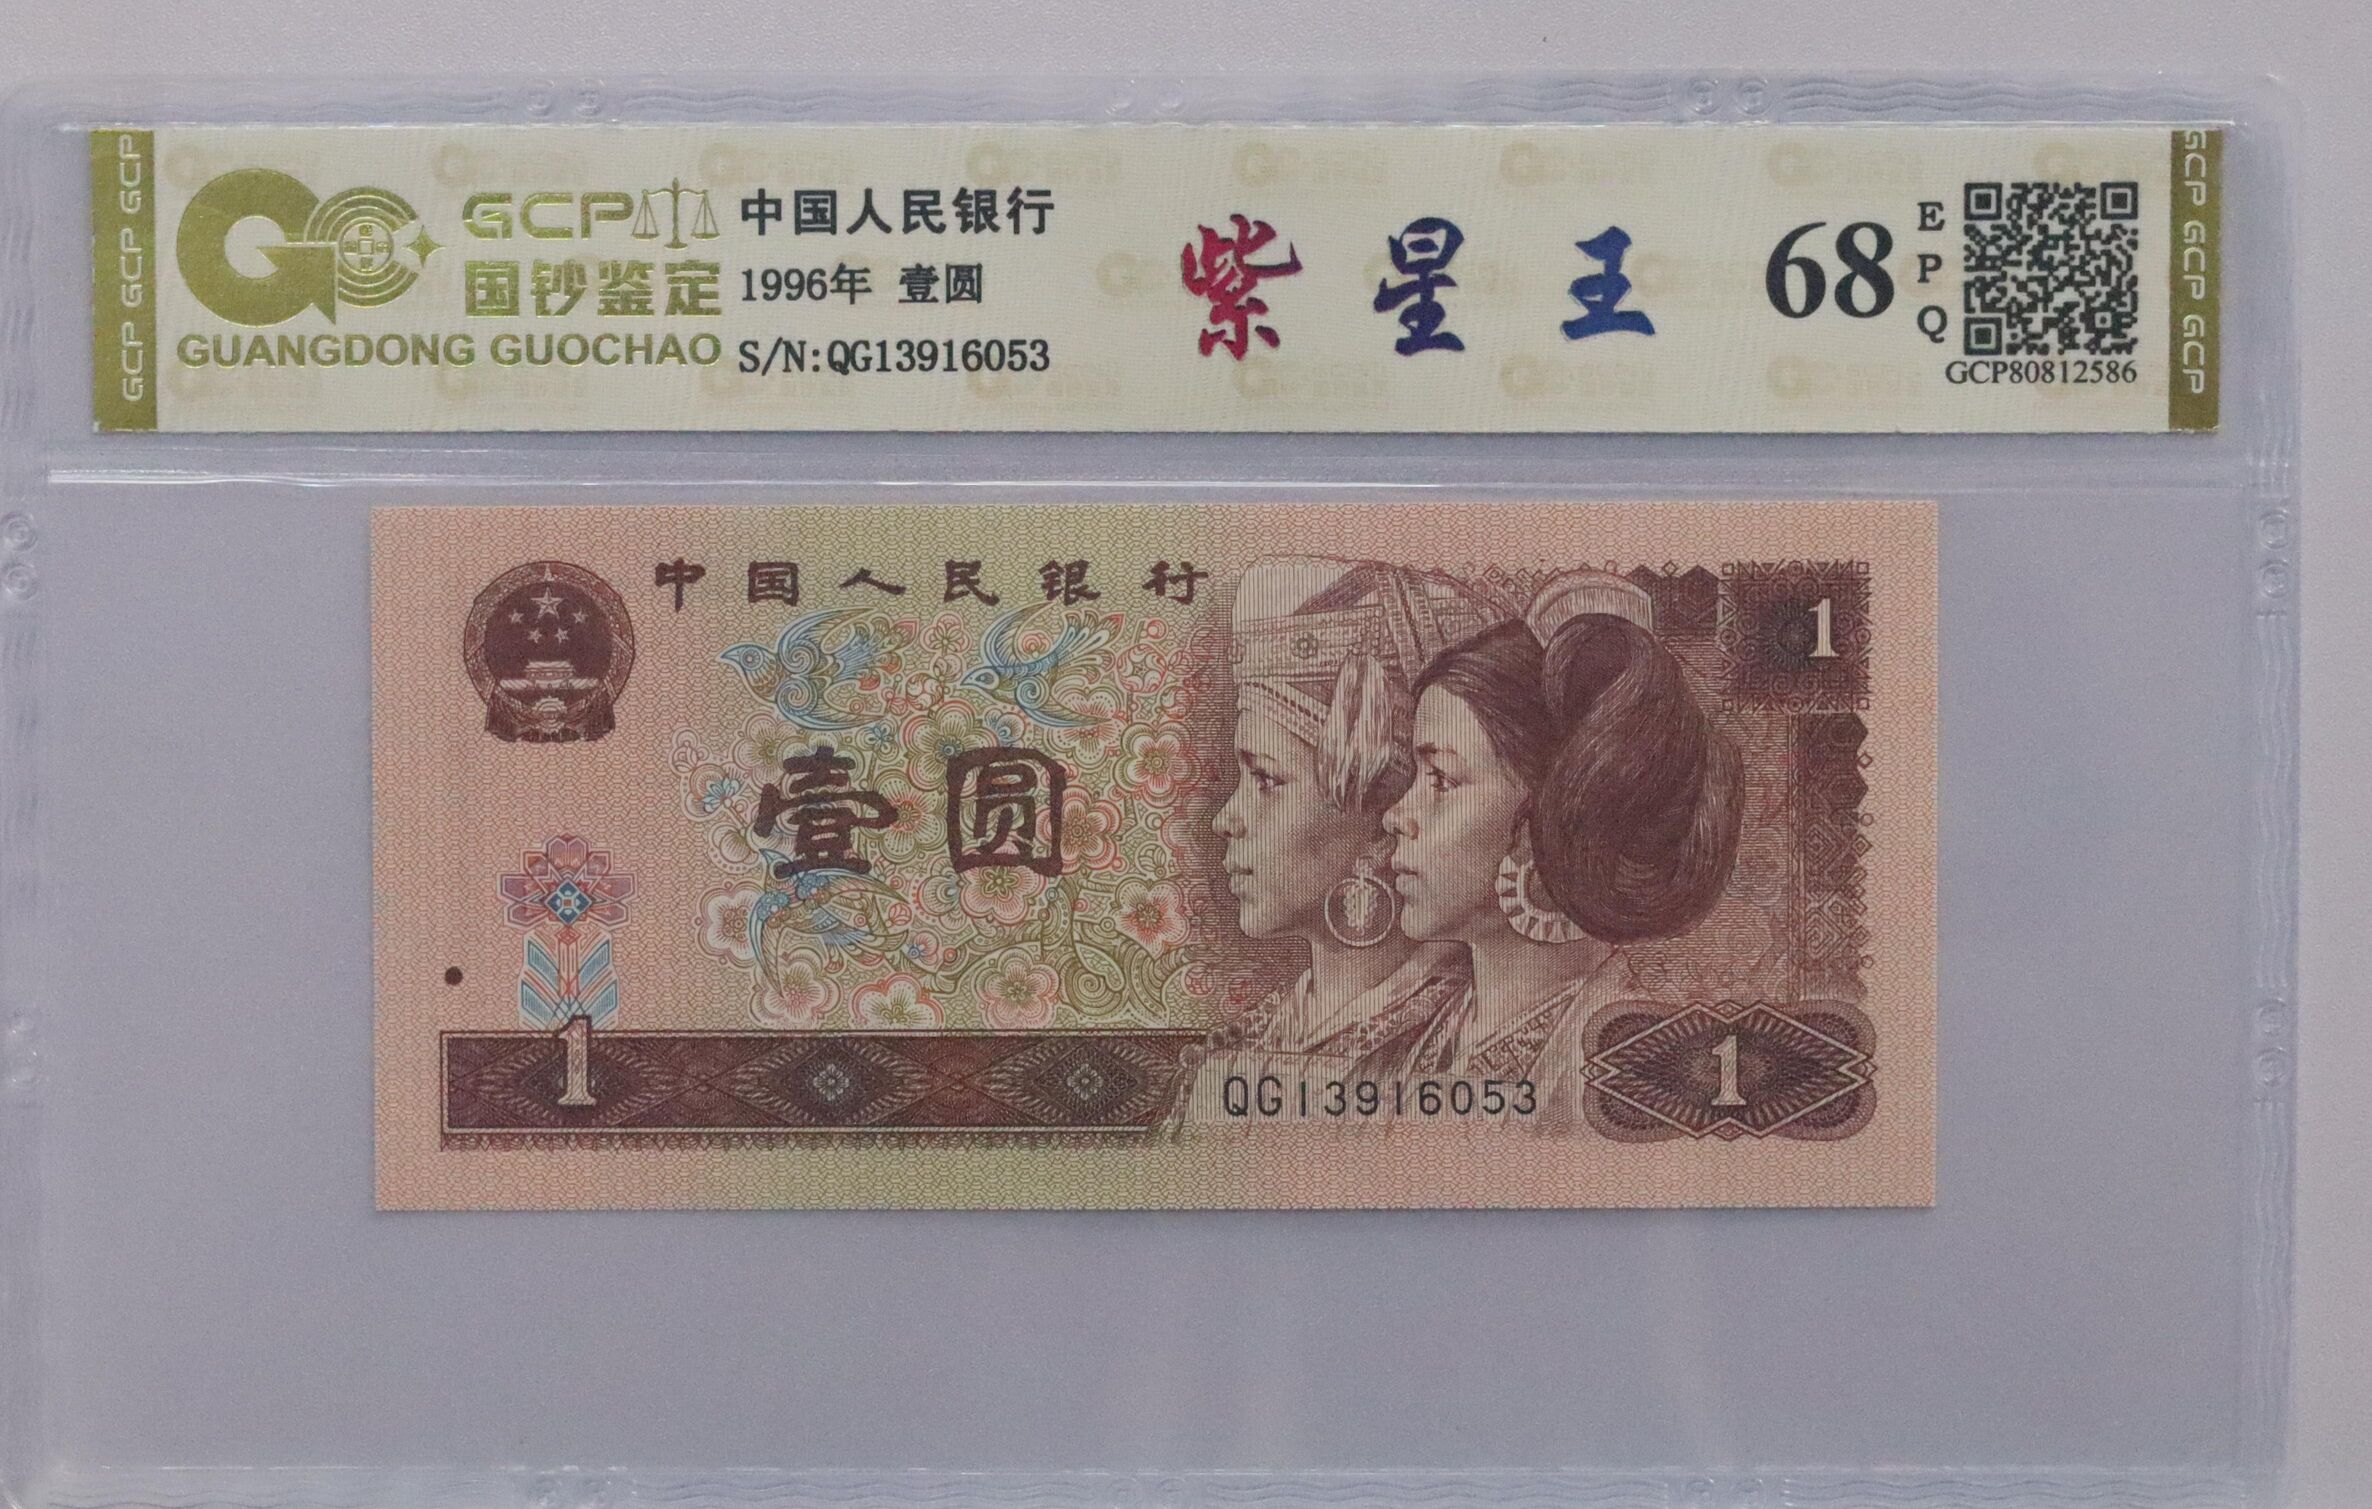 GCP GCP GCP
GCP
国钞鉴定
GUANGDONG GUOCHAO
中国人民银行
1996年 壹圆
S/N:QG13916053
紫星王
68
EPQ
GCP80812586
GCP GCP GCP
中国人民银行
1
壹圆
1
QG13916053
1